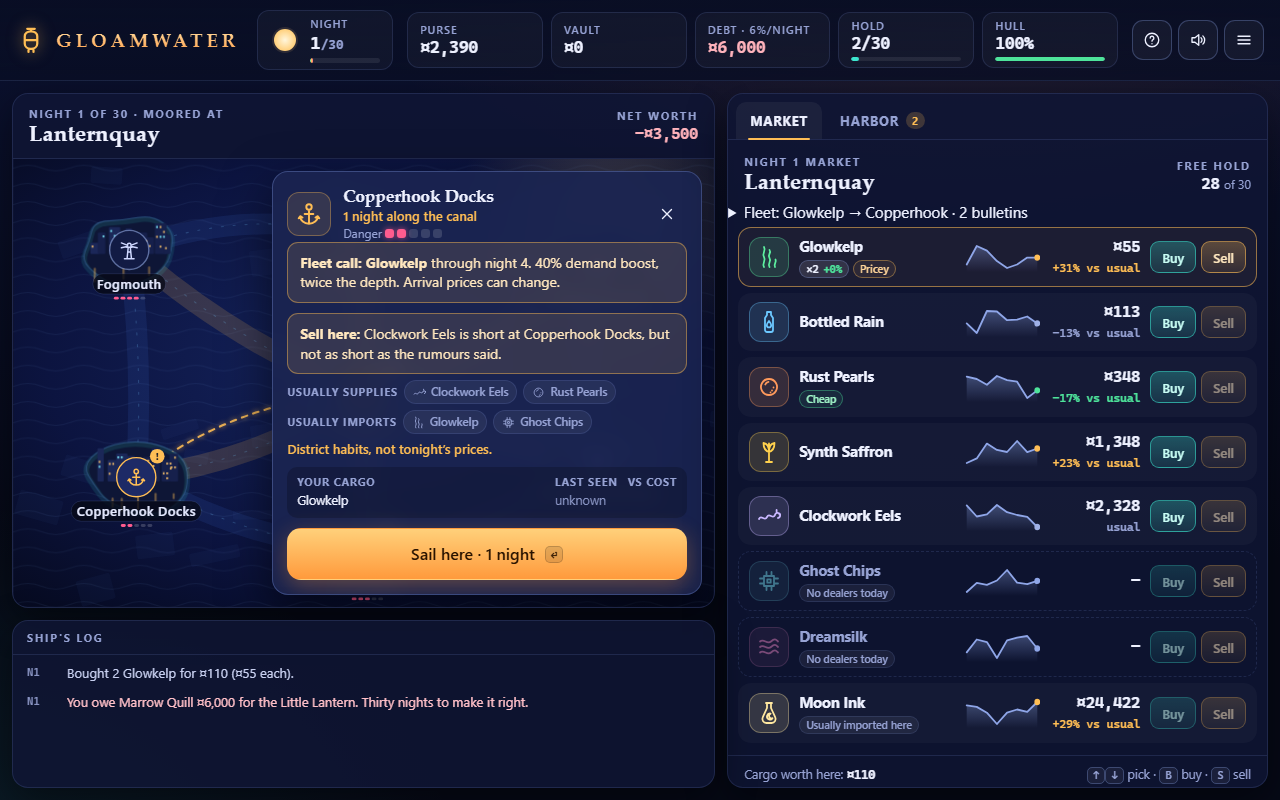 GLOAMWATER
NIGHT
1/30
PURSE
¤2,390
VAULT
¤0
DEBT · 6%/NIGHT
¤6,000
HOLD
2/30
HULL
100%
NIGHT 1 OF 30 · MOORED AT
Lanternquay
NET WORTH
−¤3,500
Fogmouth
Copperhook Docks
!
Copperhook Docks
1 night along the canal
Danger
Fleet call: Glowkelp through night 4. 40% demand boost,
twice the depth. Arrival prices can change.
Sell here: Clockwork Eels is short at Copperhook Docks, but
not as short as the rumours said.
USUALLY SUPPLIES Clockwork Eels Rust Pearls
USUALLY IMPORTS Glowkelp Ghost Chips
District habits, not tonight's prices.
YOUR CARGO LAST SEEN VS COST
Glowkelp unknown
Sail here · 1 night ↵
SHIP'S LOG
N1 Bought 2 Glowkelp for ¤110 (¤55 each).
N1 You owe Marrow Quill ¤6,000 for the Little Lantern. Thirty nights to make it right.
MARKET HARBOR 2
NIGHT 1 MARKET
Lanternquay
FREE HOLD
28 of 30
▶ Fleet: Glowkelp → Copperhook · 2 bulletins
Glowkelp
×2 +0% Pricey
¤55
+31% vs usual
Buy Sell
Bottled Rain
¤113
−13% vs usual
Buy Sell
Rust Pearls
Cheap
¤348
−17% vs usual
Buy Sell
Synth Saffron
¤1,348
+23% vs usual
Buy Sell
Clockwork Eels
¤2,328
usual
Buy Sell
Ghost Chips
No dealers today
–
Buy Sell
Dreamsilk
No dealers today
–
Buy Sell
Moon Ink
Usually imported here
¤24,422
+29% vs usual
Buy Sell
Cargo worth here: ¤110
↑ ↓ pick · B buy · S sell